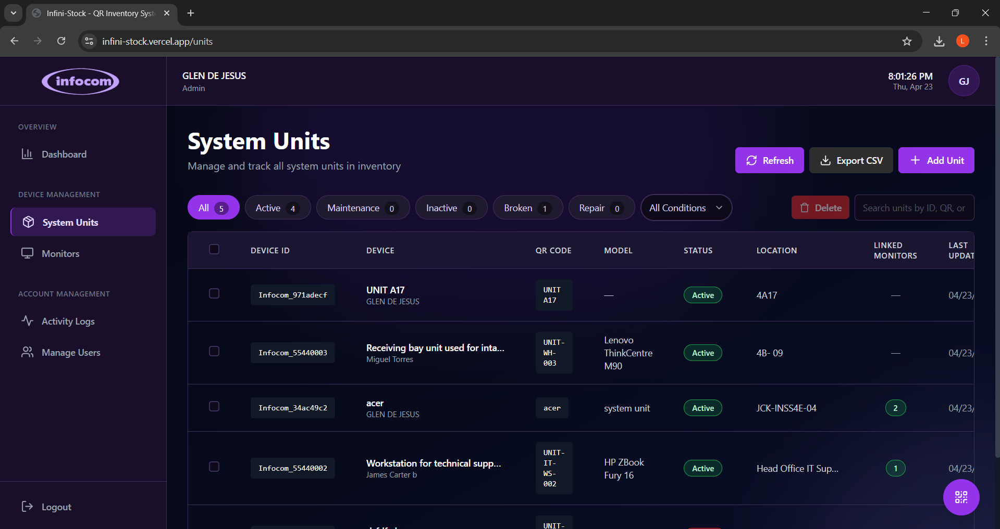 Infini-Stock - QR Inventory Syst
infini-stock.vercel.app/units
L
infocom
GLEN DE JESUS
Admin
8:01:26 PM
Thu, Apr 23
GJ
OVERVIEW
Dashboard
DEVICE MANAGEMENT
System Units
Monitors
ACCOUNT MANAGEMENT
Activity Logs
Manage Users
Logout
System Units
Manage and track all system units in inventory
Refresh
Export CSV
Add Unit
All 5
Active 4
Maintenance 0
Inactive 0
Broken 1
Repair 0
All Conditions
Delete
Search units by ID, QR, or
DEVICE ID
DEVICE
QR CODE
MODEL
STATUS
LOCATION
LINKED
MONITORS
LAST
UPDAT
Infocom_971adecf
UNIT A17
GLEN DE JESUS
UNIT
A17
—
Active
4A17
—
04/23/
Infocom_55440003
Receiving bay unit used for inta...
Miguel Torres
UNIT-
WH-
003
Lenovo
ThinkCentre
M90
Active
4B- 09
—
04/23/
Infocom_34ac49c2
acer
GLEN DE JESUS
acer
system unit
Active
JCK-INSS4E-04
2
04/23/
Infocom_55440002
Workstation for technical supp...
James Carter b
UNIT-
IT-
WS-
002
HP ZBook
Fury 16
Active
Head Office IT Sup...
1
04/23/
UNIT-